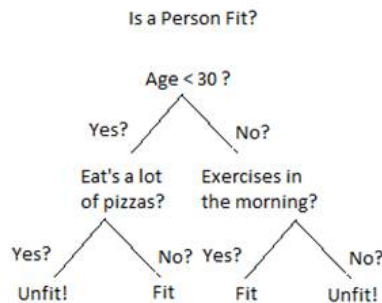 Is a Person Fit?
Age < 30 ?
Yes?
No?
Eat's a lot
of pizzas?
Exercises in
the morning?
Yes?
No?
Yes?
No?
Unfit!
Fit
Fit
Unfit!